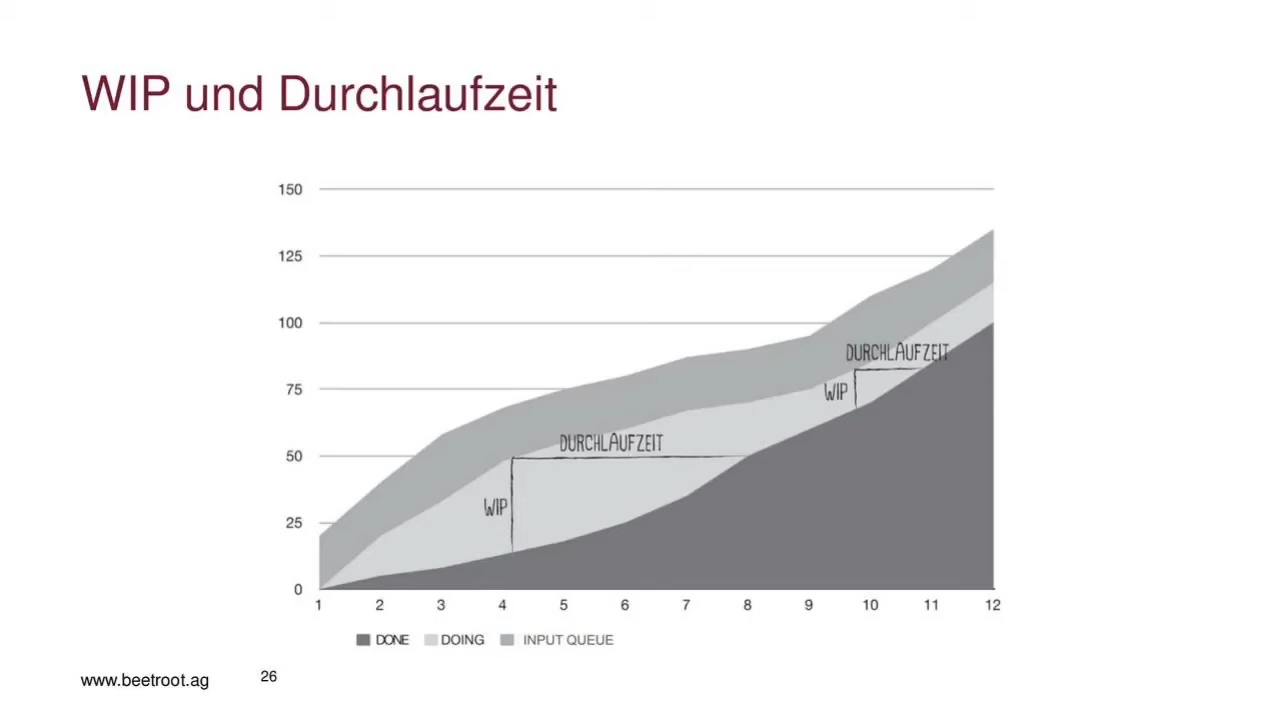 WIP und Durchlaufzeit
150
125
100
75
50
25
0
DURCHLAUFZEIT
WIP
DURCHLAUFZEIT
WIP
1 2 3 4 5 6 7 8 9 10 11 12
DONE DOING INPUT QUEUE
www.beetroot.ag 26